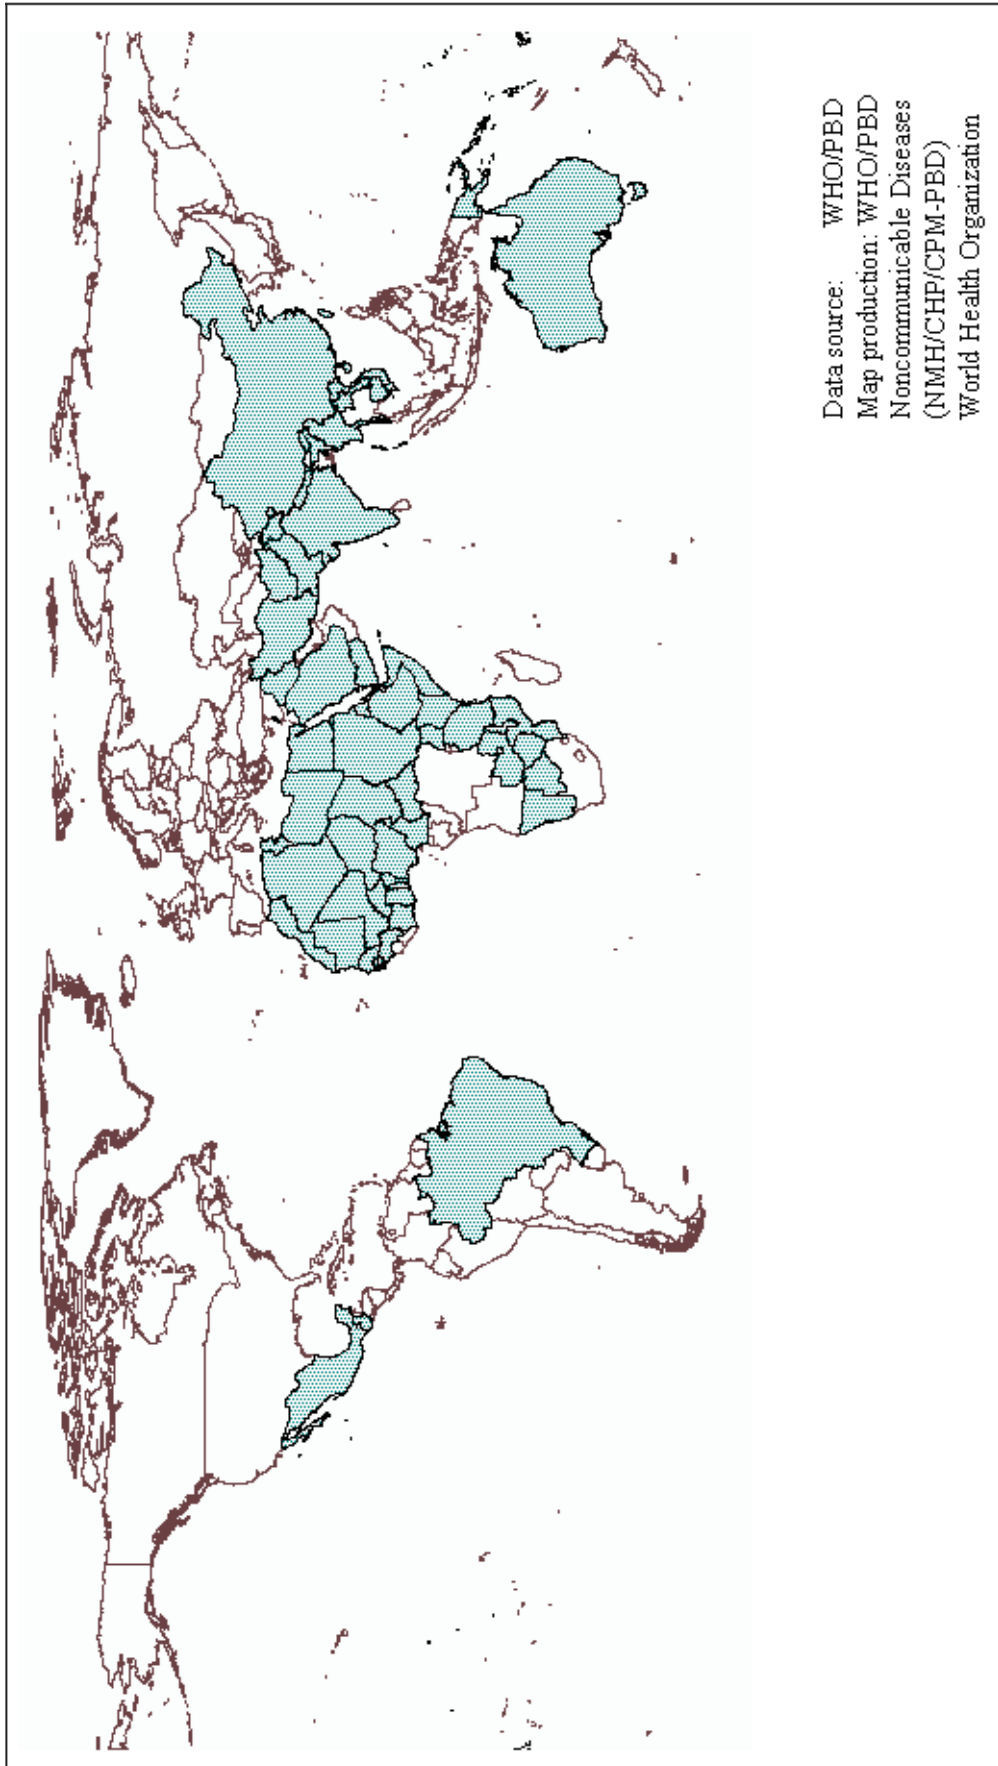 Data source: WHO/PBD
Map production: WHO/PBD
Noncommunicable Diseases
(NMH/CHP/CPM-PBD)
World Health Organization